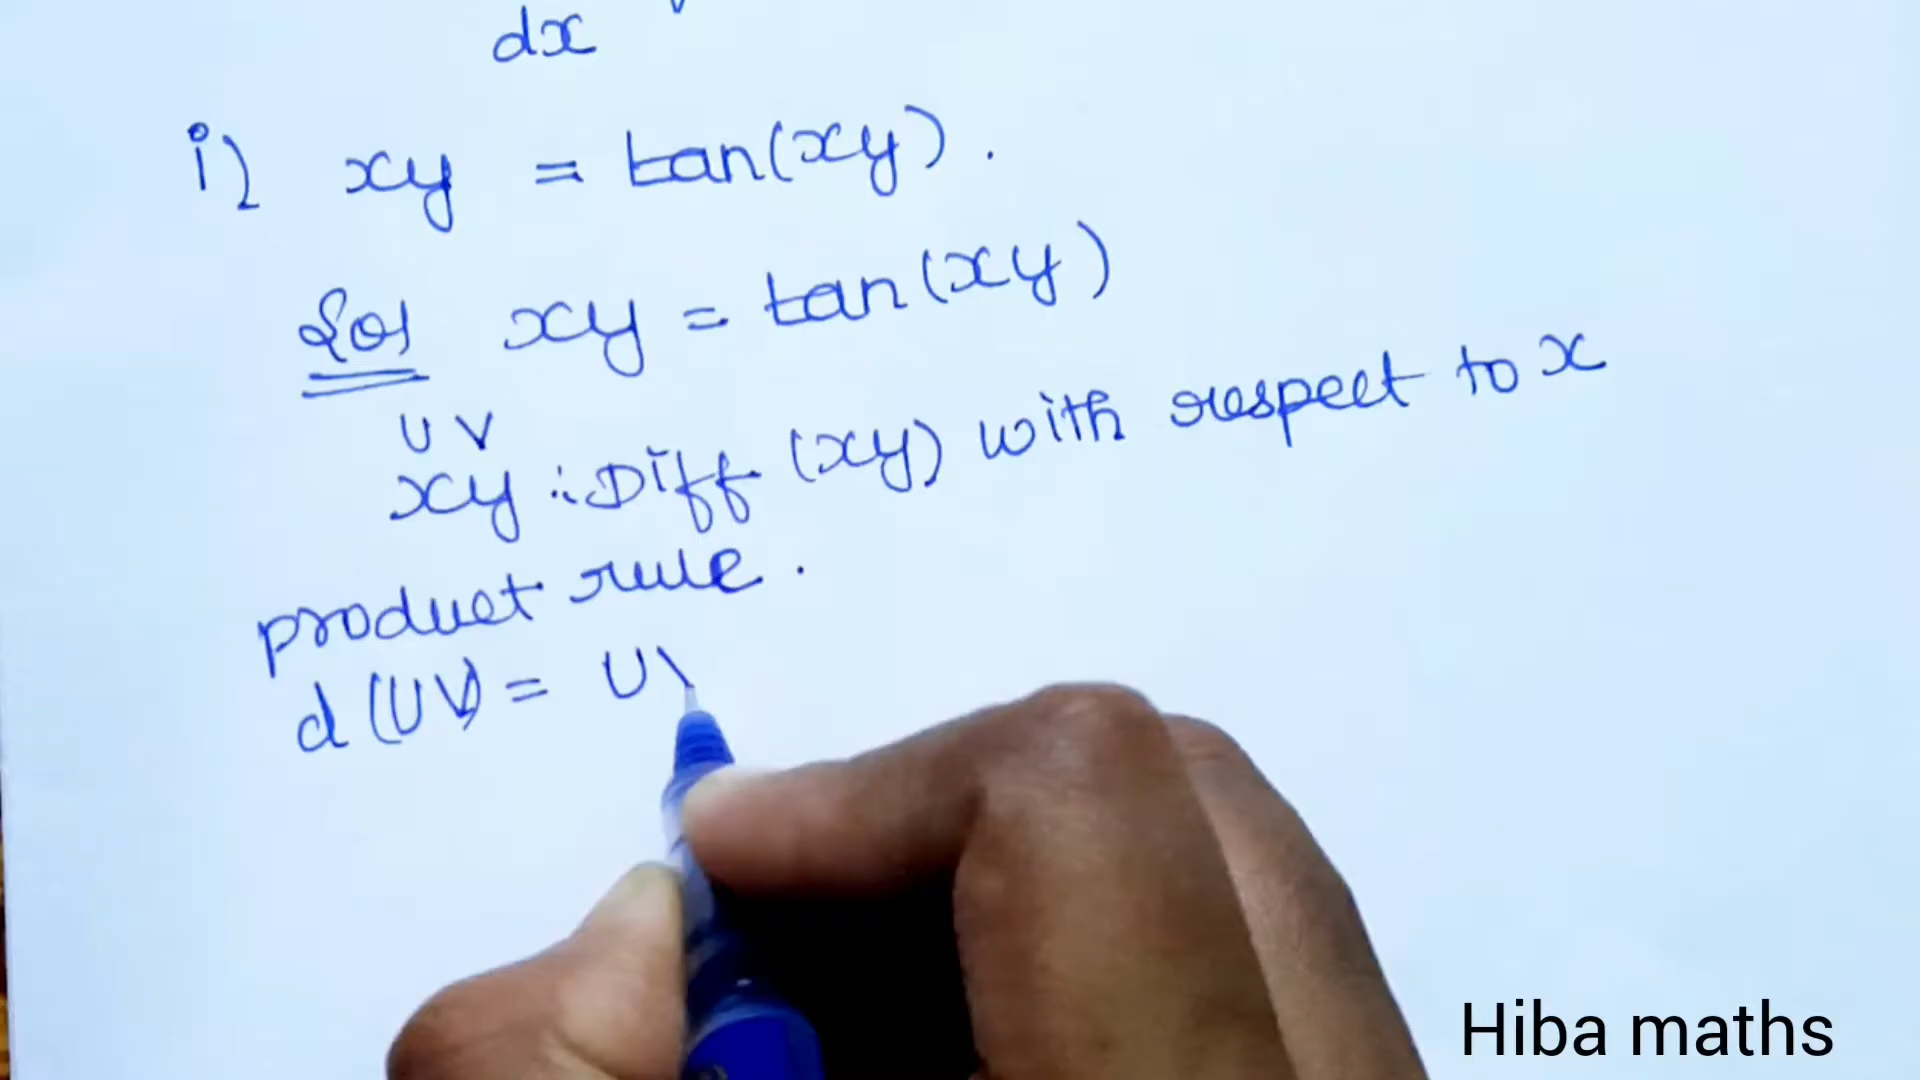 dx
i) xy = tan(xy).
Sol xy = tan(xy)
U V
xy ∴ Diff (xy) with respect to x
product rule.
d(UV) = UV
Hiba maths